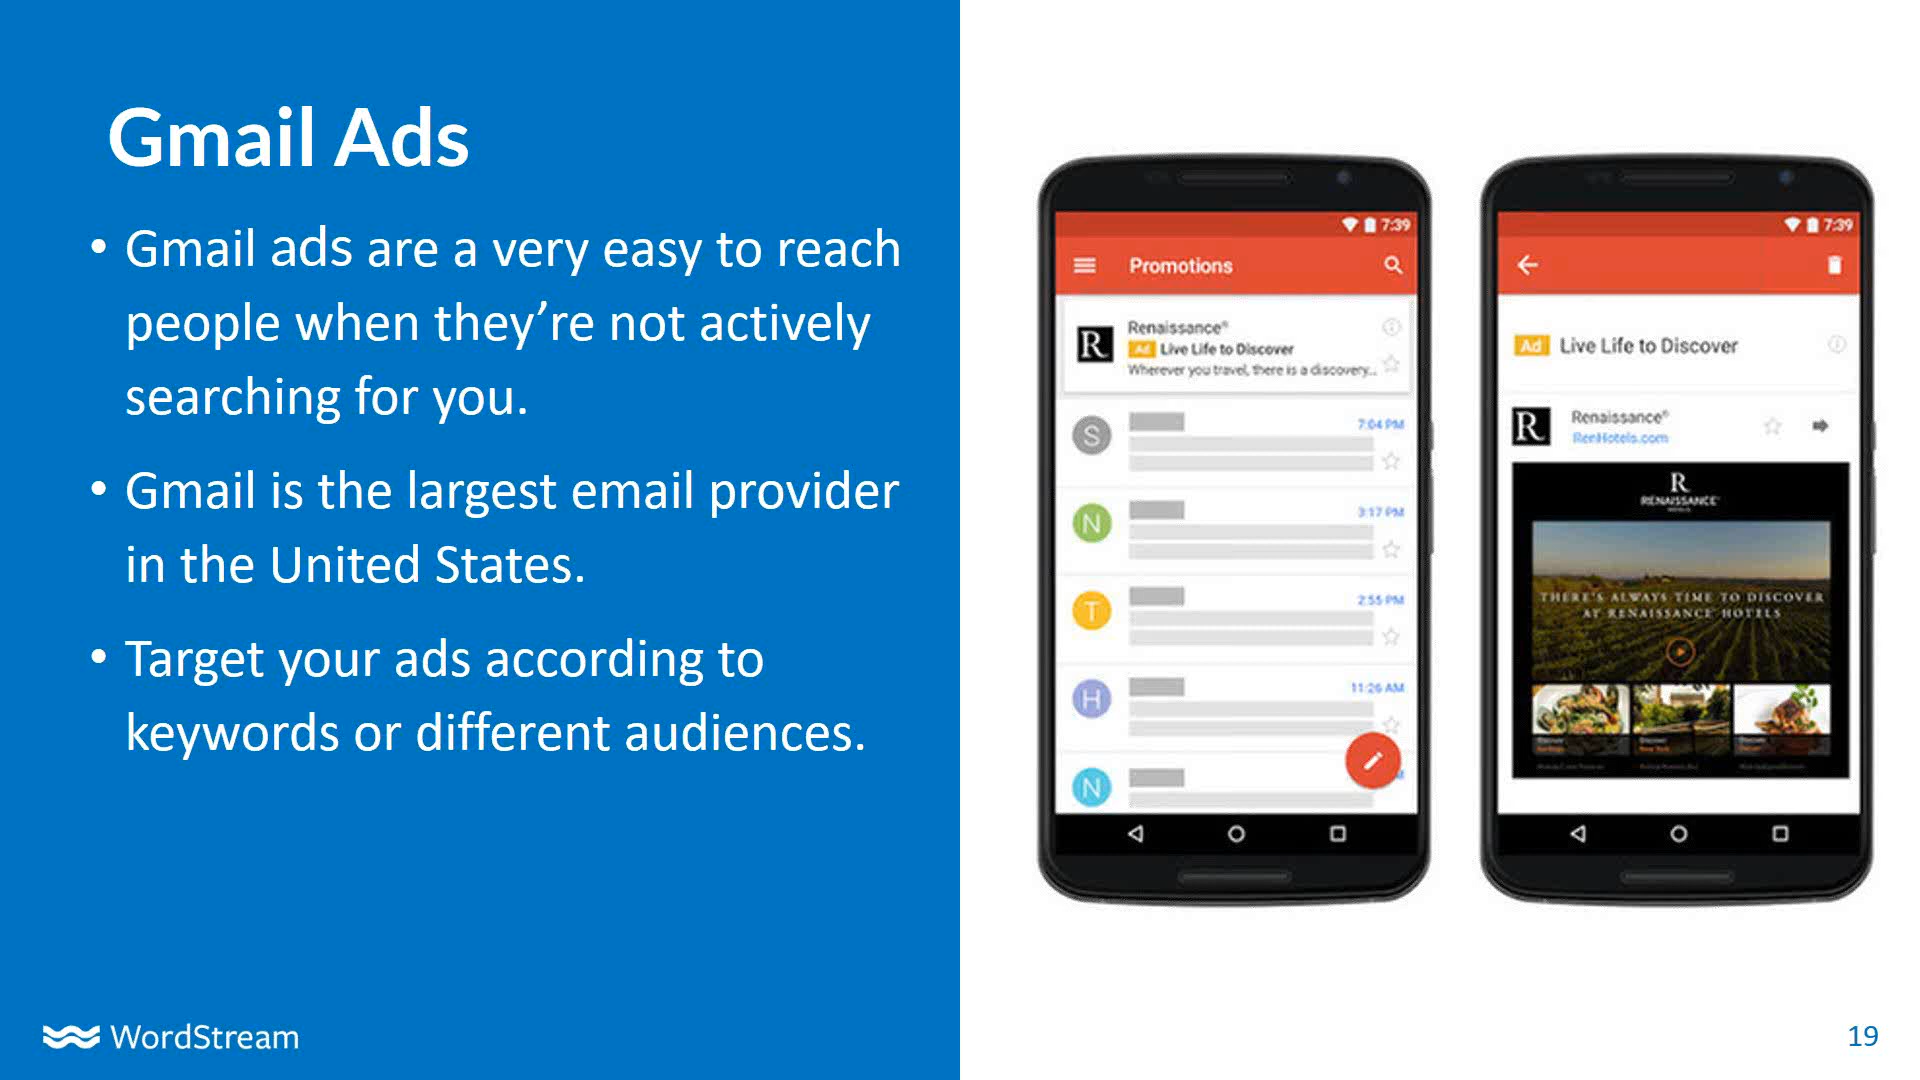 Gmail Ads
• Gmail ads are a very easy to reach
people when they’re not actively
searching for you.
• Gmail is the largest email provider
in the United States.
• Target your ads according to
keywords or different audiences.
WordStream
7:39
Promotions
R
Renaissance®
Ad Live Life to Discover
Wherever you travel, there is a discovery...
S
7:04 PM
N
3:17 PM
T
2:55 PM
H
11:26 AM
N
7:39
Ad Live Life to Discover
R
Renaissance®
RenHotels.com
R
RENAISSANCE
HOTELS
THERE'S ALWAYS TIME TO DISCOVER
AT RENAISSANCE HOTELS
19